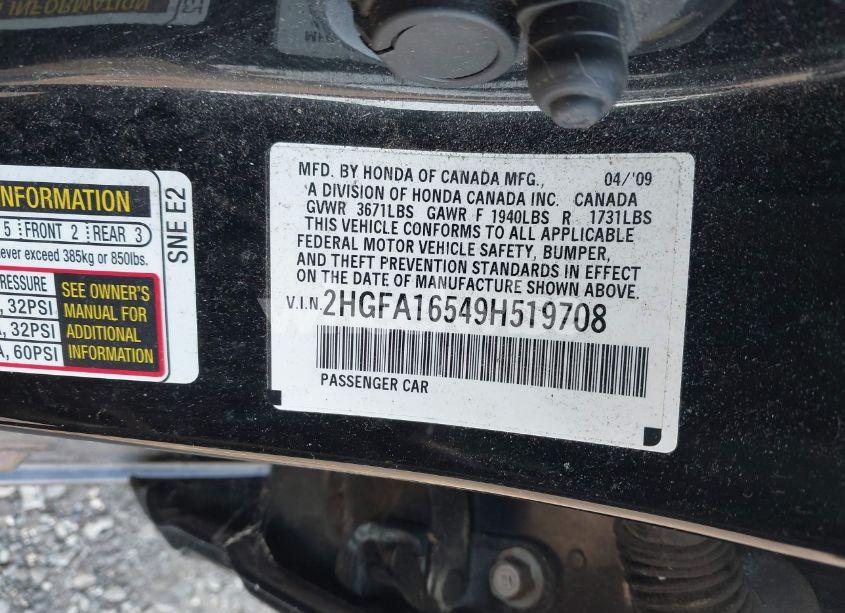 MFD. BY HONDA OF CANADA MFG., 04/'09
A DIVISION OF HONDA CANADA INC. CANADA
GVWR 3671LBS GAWR F 1940LBS R 1731LBS
THIS VEHICLE CONFORMS TO ALL APPLICABLE
FEDERAL MOTOR VEHICLE SAFETY, BUMPER,
AND THEFT PREVENTION STANDARDS IN EFFECT
ON THE DATE OF MANUFACTURE SHOWN ABOVE.
V.I.N. 2HGFA16549H519708
PASSENGER CAR
INFORMATION
5 FRONT 2 REAR 3
never exceed 385kg or 850lbs.
PRESSURE
, 32PSI
, 32PSI
, 60PSI
SEE OWNER'S
MANUAL FOR
ADDITIONAL
INFORMATION
SNE E2